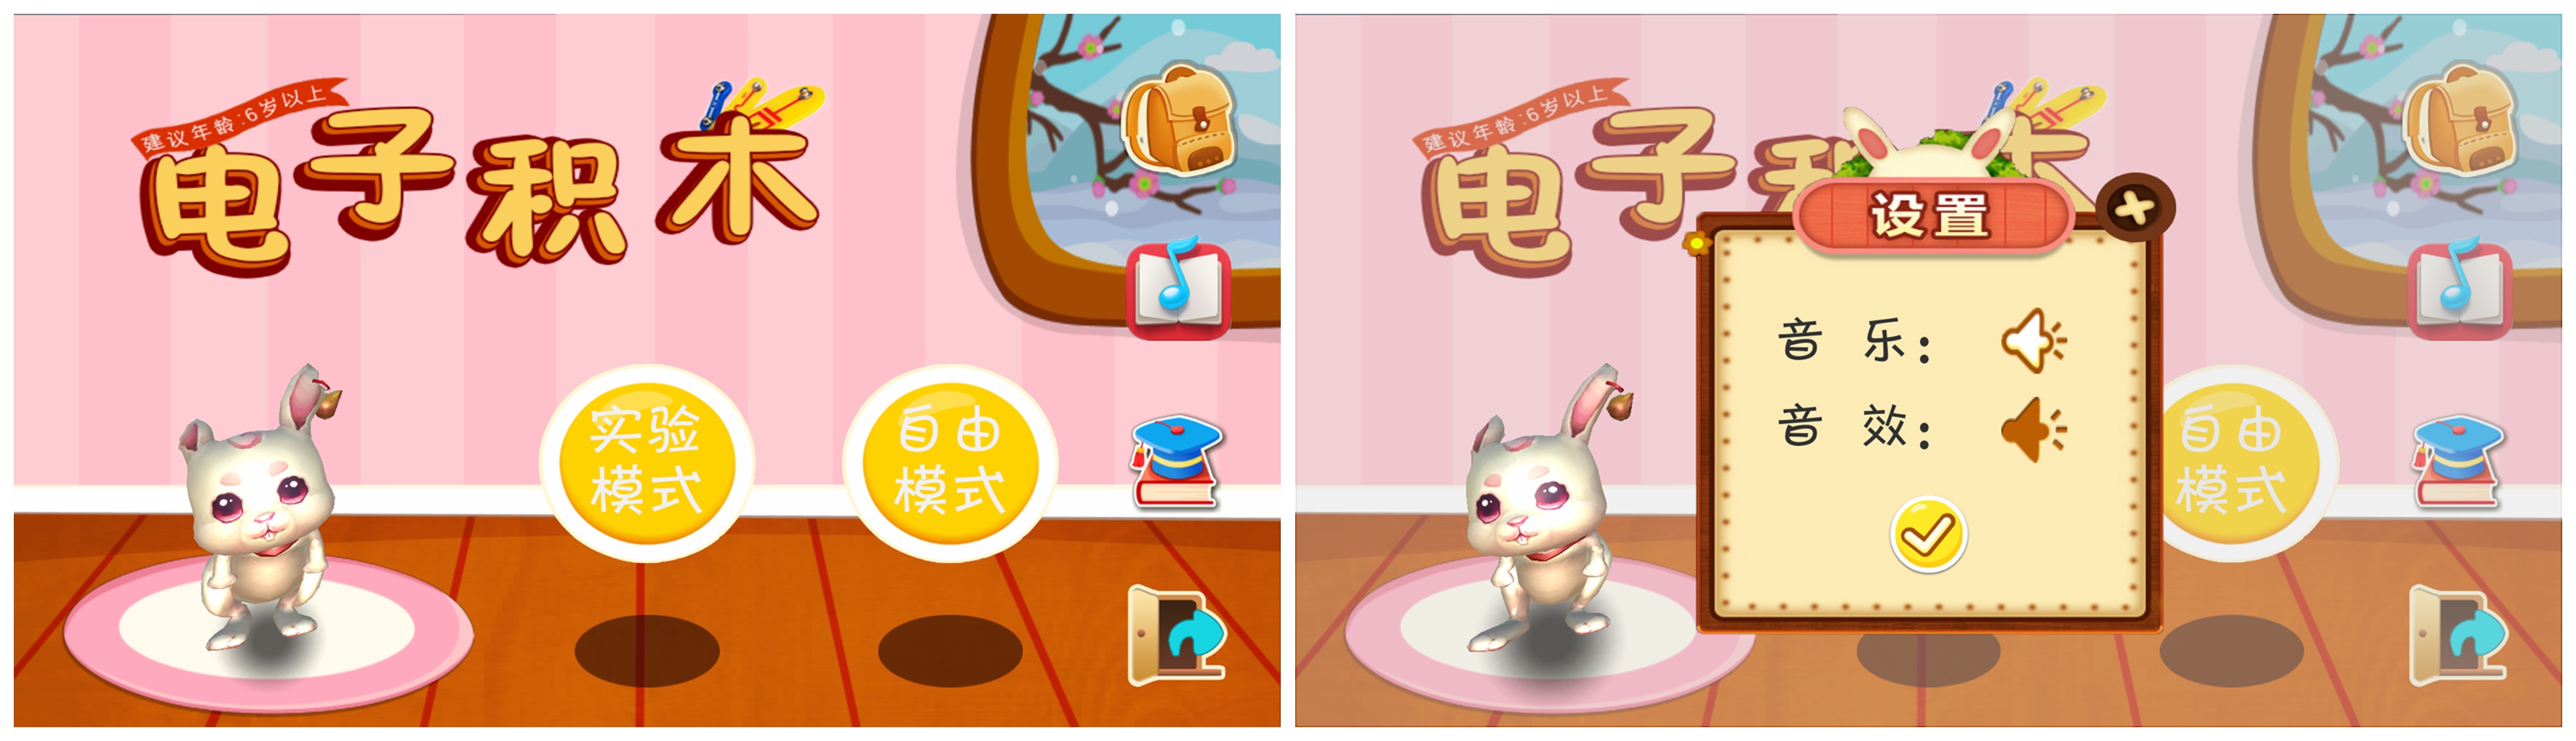 建议年龄:6岁以上
电子积木
实验
模式
自由
模式
建议年龄:6岁以上
电子积木
设置
音 乐:
音 效:
自由
模式